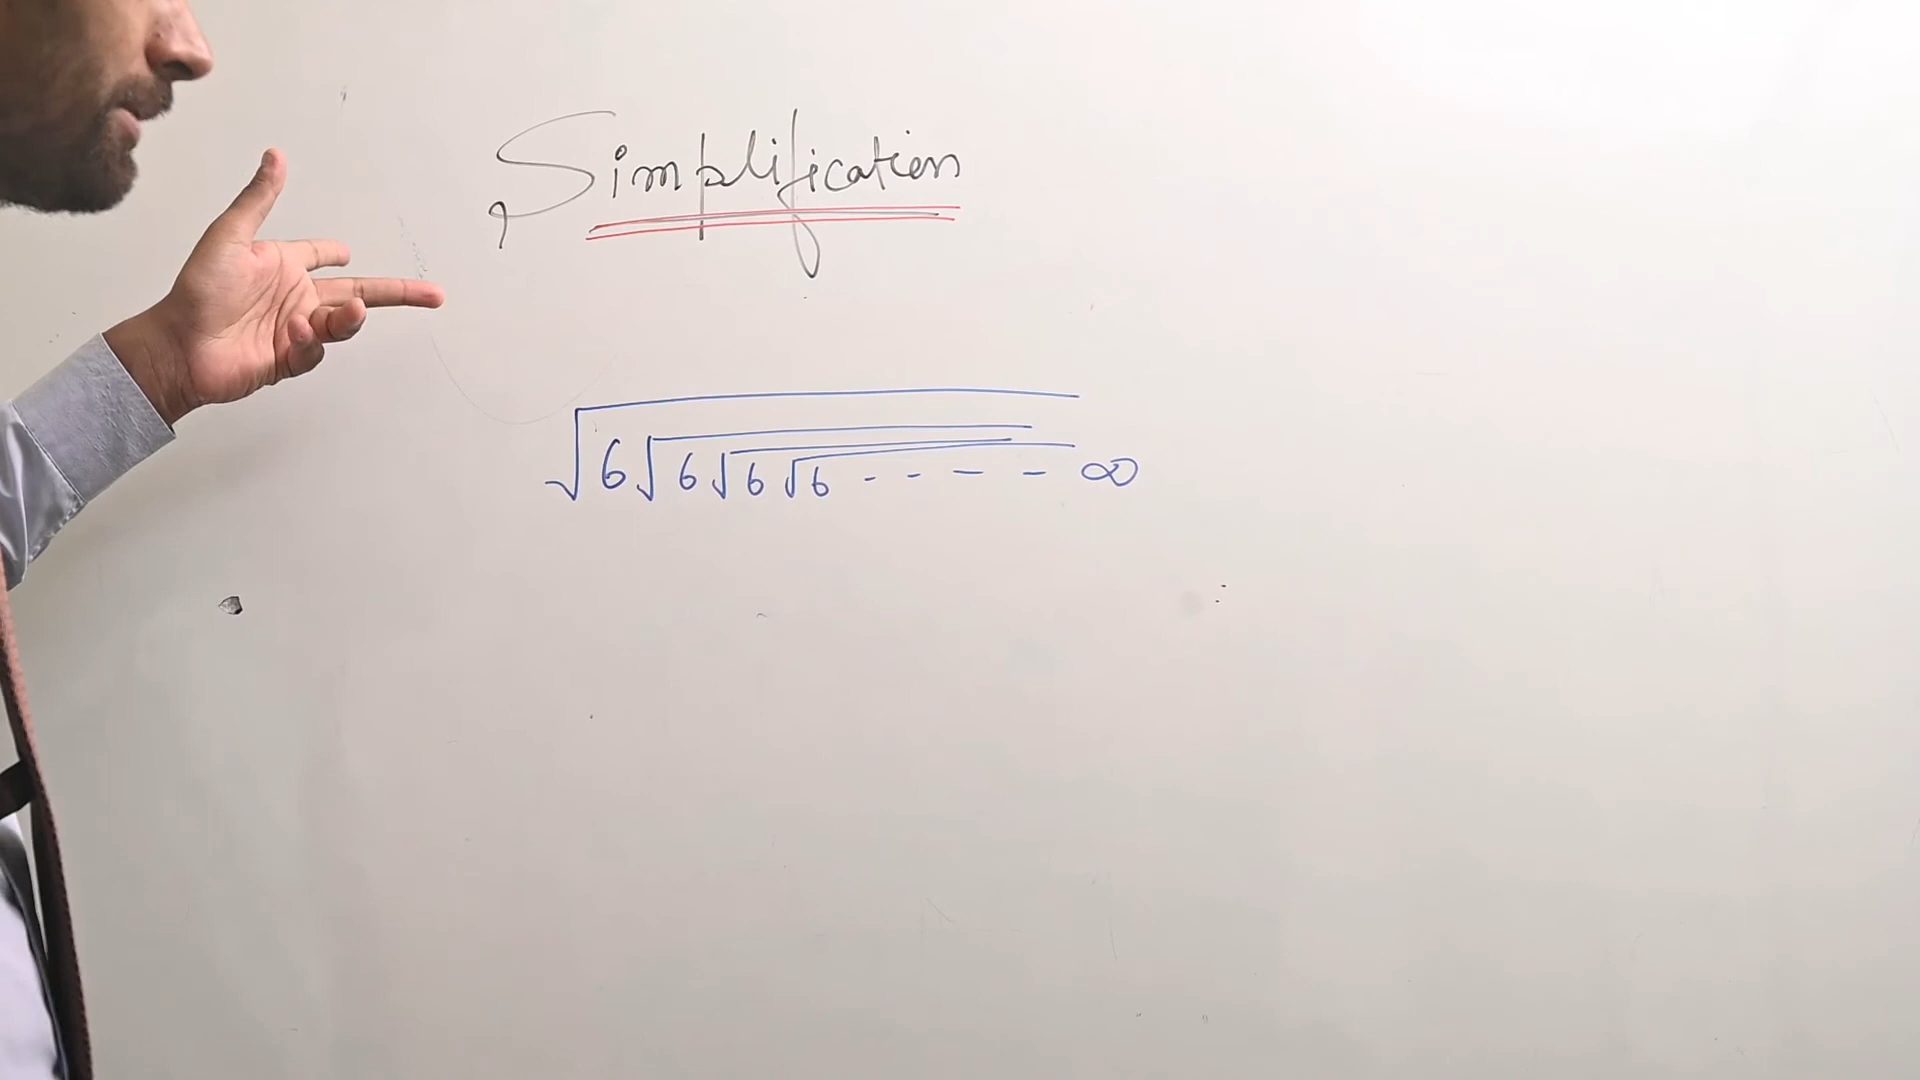 Simplification
√6√6√6√6 - - - - ∞